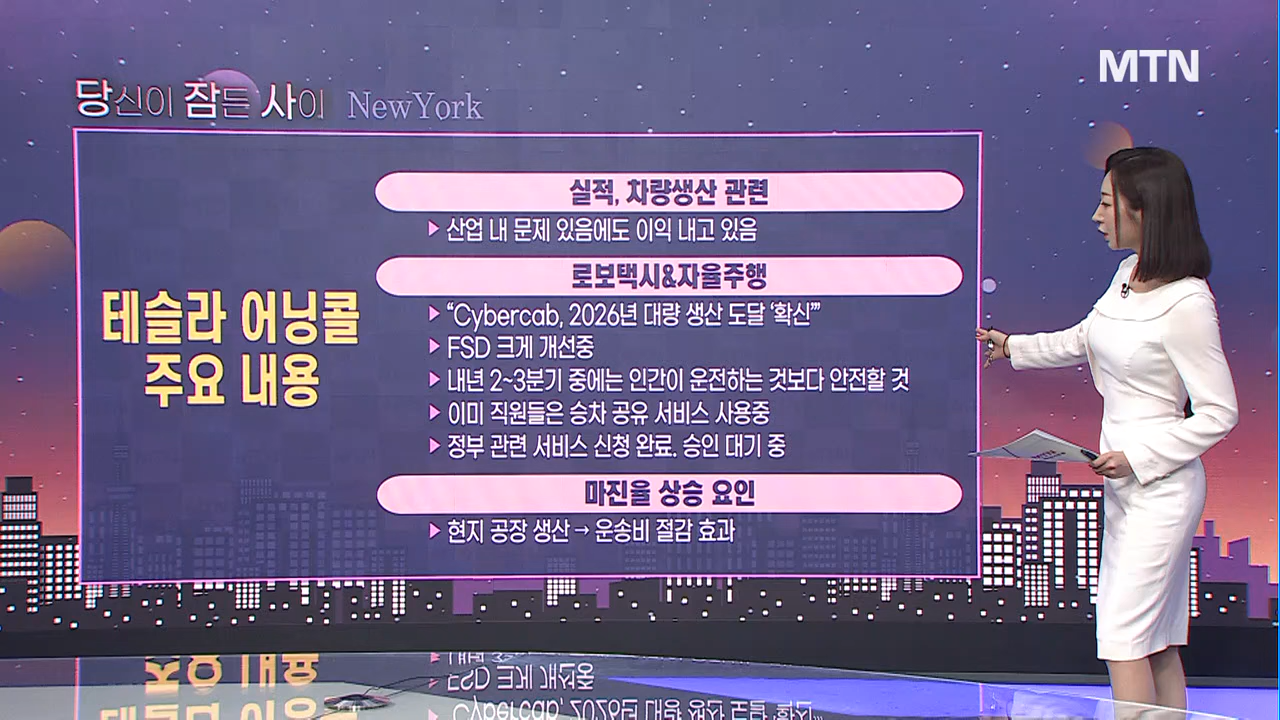 MTN
당신이 잠든 사이 NewYork
테슬라 어닝콜
주요 내용
실적, 차량생산 관련
▶ 산업 내 문제 있음에도 이익 내고 있음
로보택시&자율주행
▶ “Cybercab, 2026년 대량 생산 도달 ‘확신’”
▶ FSD 크게 개선중
▶ 내년 2~3분기 중에는 인간이 운전하는 것보다 안전할 것
▶ 이미 직원들은 승차 공유 서비스 사용중
▶ 정부 관련 서비스 신청 완료. 승인 대기 중
마진율 상승 요인
▶ 현지 공장 생산 → 운송비 절감 효과